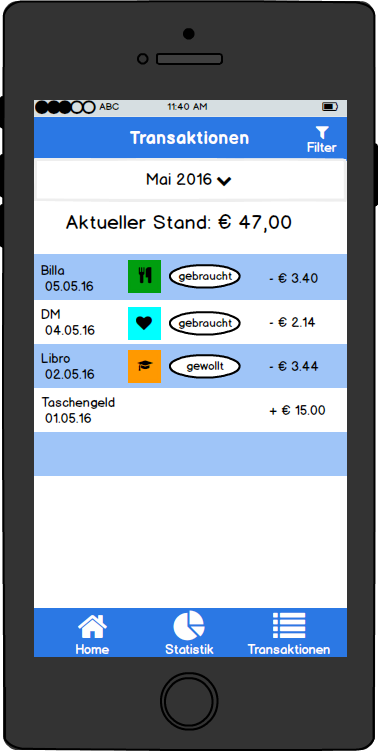 ABC 11:40 AM
Transaktionen
Filter
Mai 2016
Aktueller Stand: € 47,00
Billa
05.05.16 gebraucht - € 3.40
DM
04.05.16 gebraucht - € 2.14
Libro
02.05.16 gewollt - € 3.44
Taschengeld
01.05.16 + € 15.00
Home Statistik Transaktionen